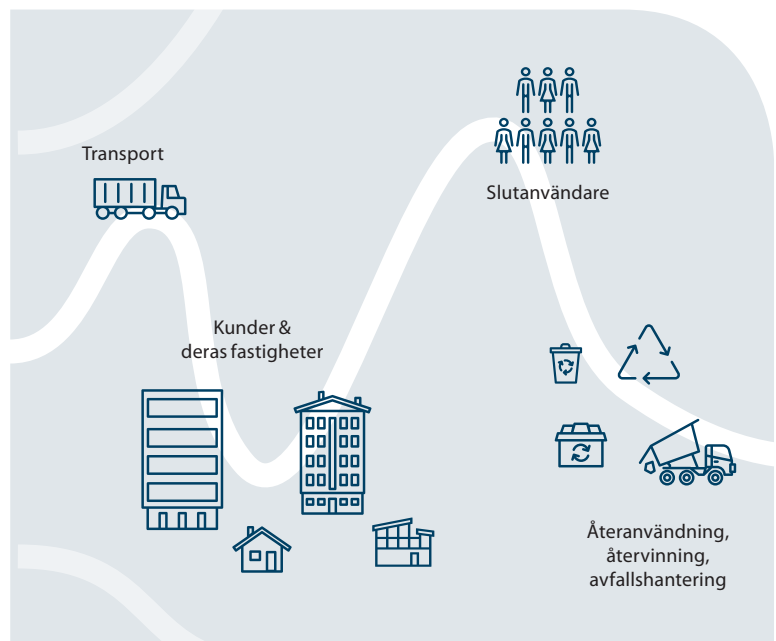 Transport
Slutanvändare
Kunder &
deras fastigheter
Återanvändning,
återvinning,
avfallshantering